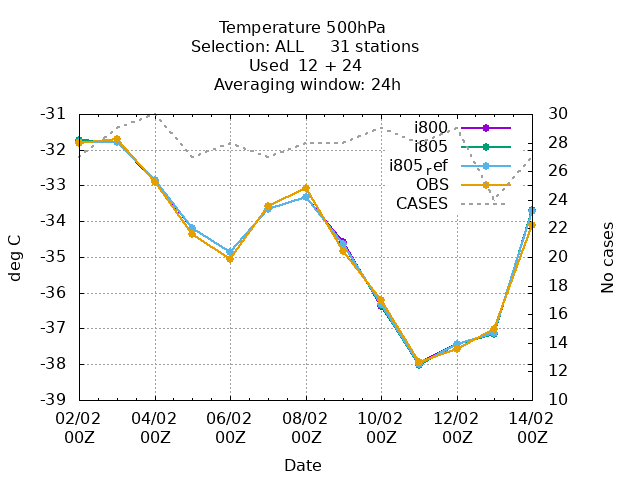 Temperature 500hPa
Selection: ALL     31 stations
Used  12 + 24
Averaging window: 24h
-31
-32
-33
-34
-35
-36
-37
-38
-39
deg C
30
28
26
24
22
20
18
16
14
12
10
No cases
i800
i805
i805ref
OBS
CASES
02/02 04/02 06/02 08/02 10/02 12/02 14/02
00Z 00Z 00Z 00Z 00Z 00Z 00Z
Date